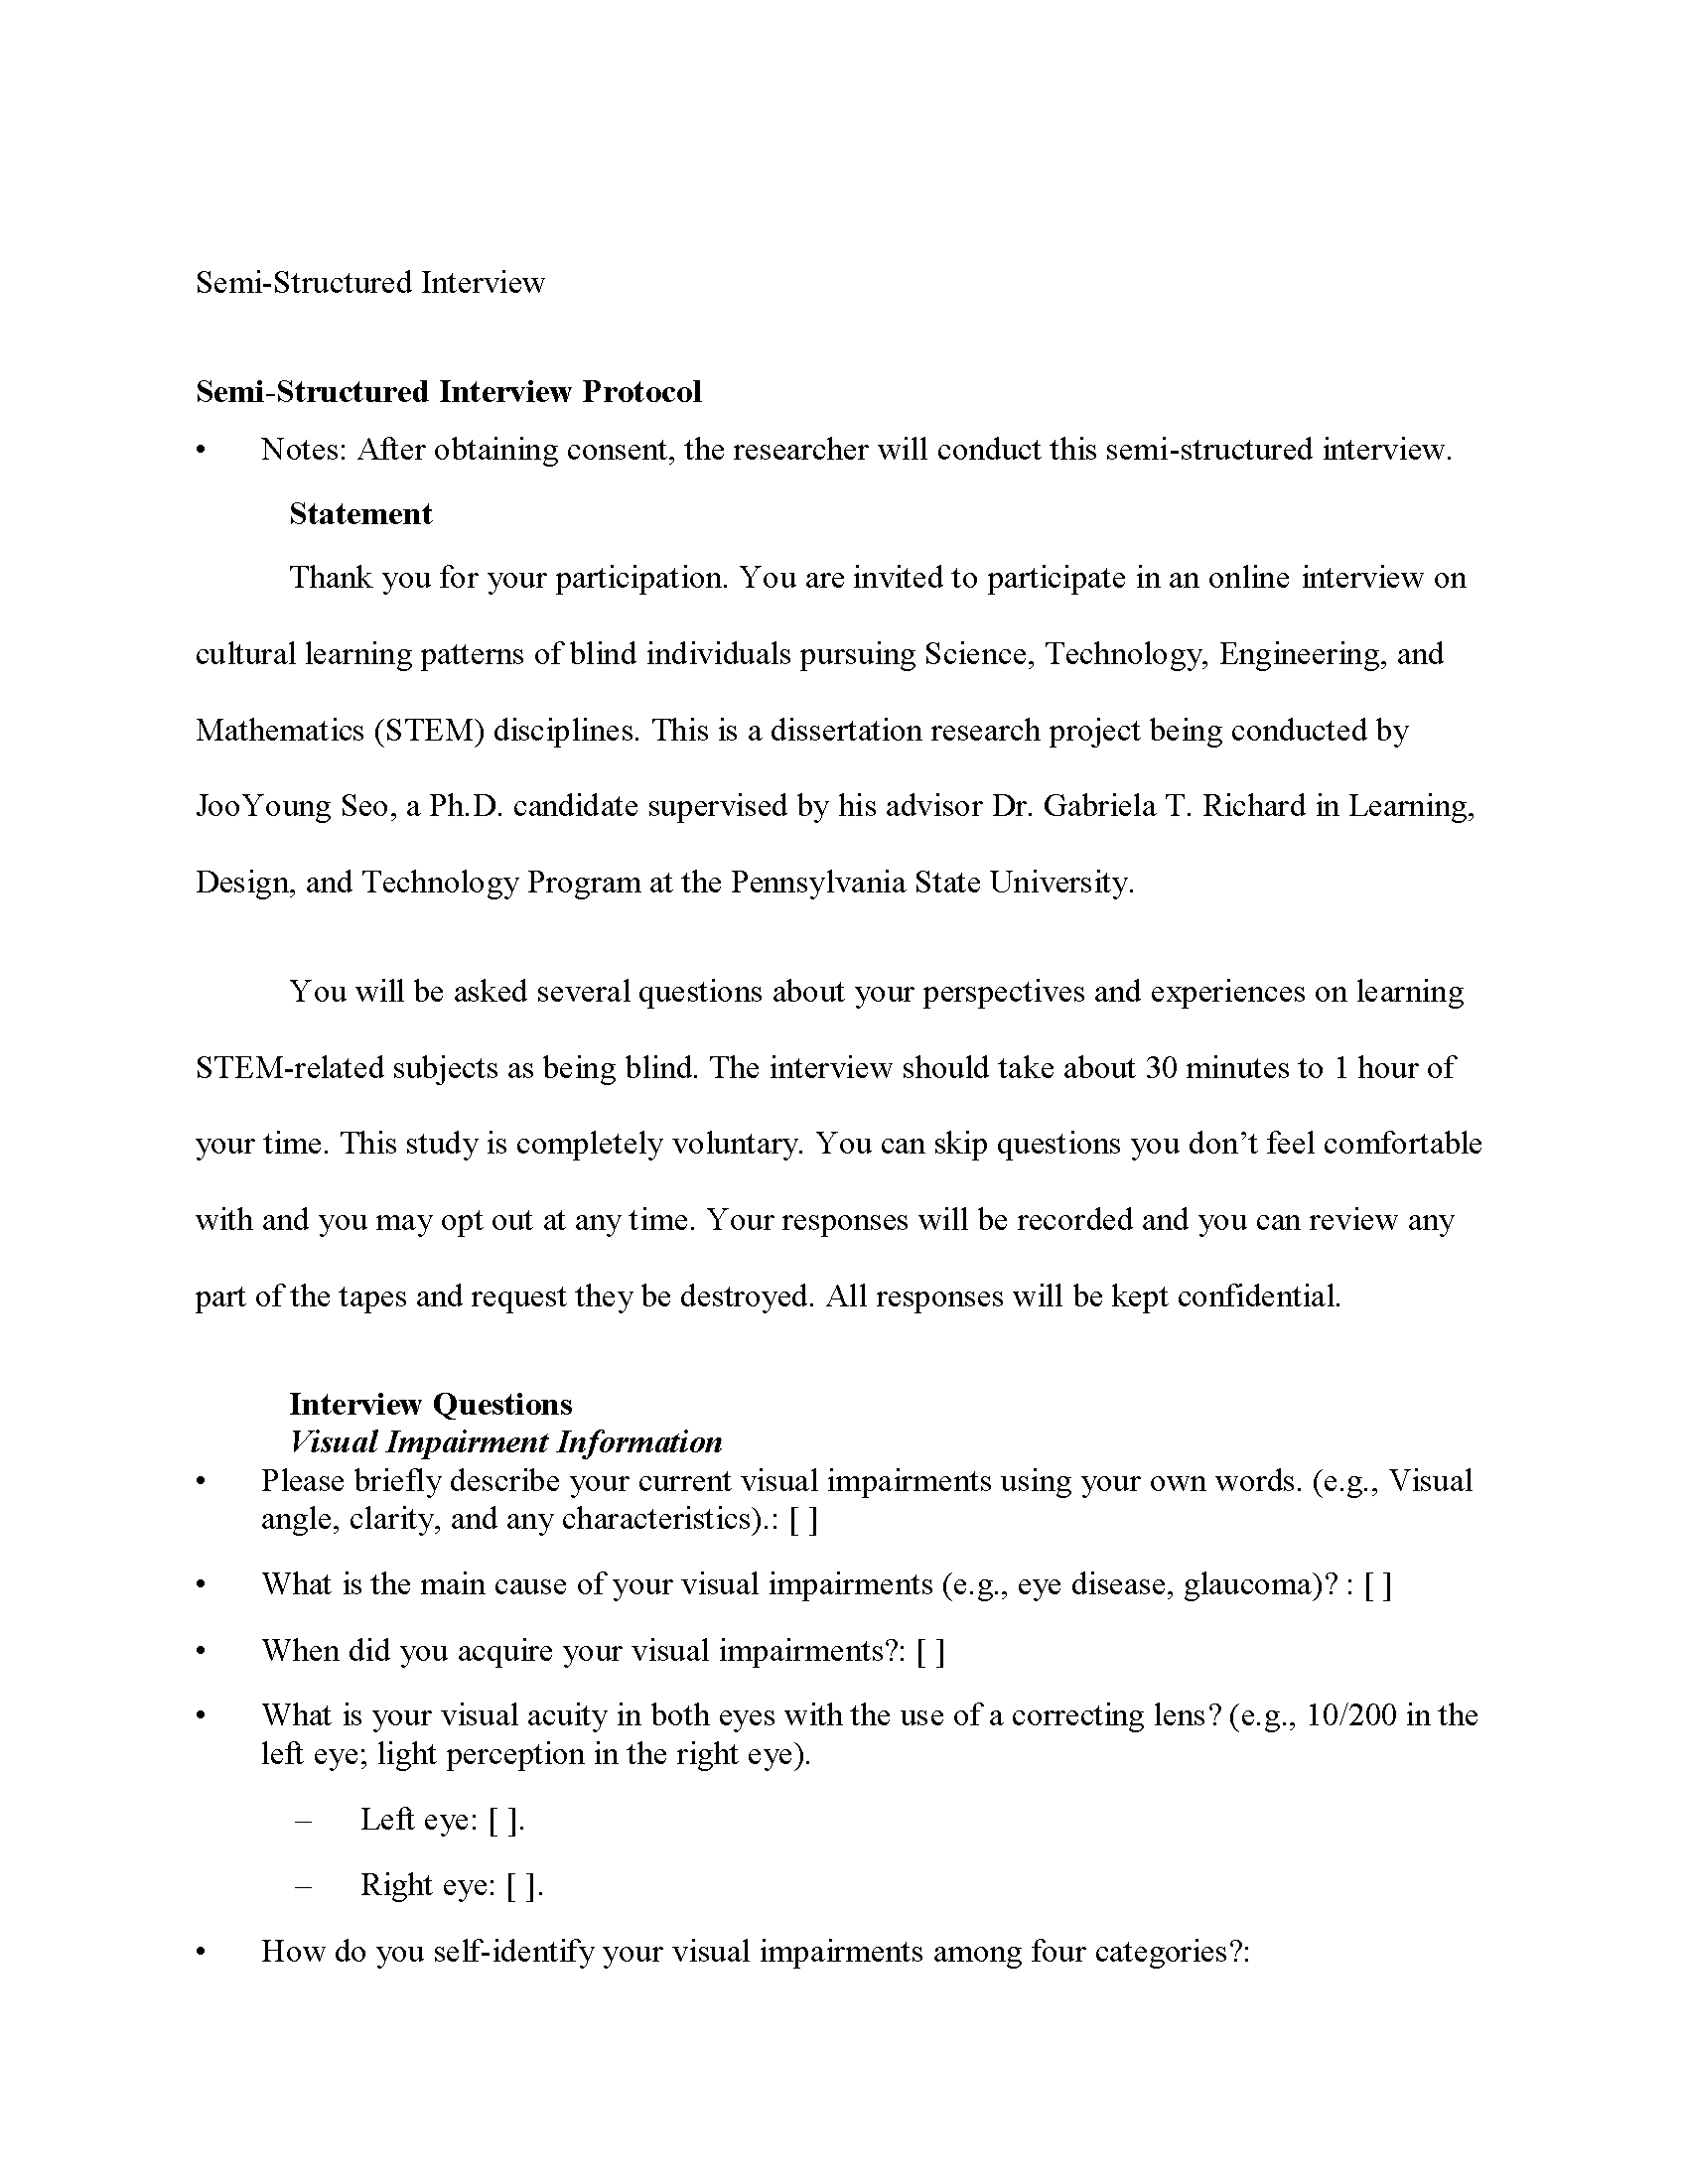 Semi-Structured Interview
Semi-Structured Interview Protocol
• Notes: After obtaining consent, the researcher will conduct this semi-structured interview.
Statement
Thank you for your participation. You are invited to participate in an online interview on
cultural learning patterns of blind individuals pursuing Science, Technology, Engineering, and
Mathematics (STEM) disciplines. This is a dissertation research project being conducted by
JooYoung Seo, a Ph.D. candidate supervised by his advisor Dr. Gabriela T. Richard in Learning,
Design, and Technology Program at the Pennsylvania State University.
You will be asked several questions about your perspectives and experiences on learning
STEM-related subjects as being blind. The interview should take about 30 minutes to 1 hour of
your time. This study is completely voluntary. You can skip questions you don’t feel comfortable
with and you may opt out at any time. Your responses will be recorded and you can review any
part of the tapes and request they be destroyed. All responses will be kept confidential.
Interview Questions
Visual Impairment Information
• Please briefly describe your current visual impairments using your own words. (e.g., Visual
angle, clarity, and any characteristics).: [ ]
• What is the main cause of your visual impairments (e.g., eye disease, glaucoma)? : [ ]
• When did you acquire your visual impairments?: [ ]
• What is your visual acuity in both eyes with the use of a correcting lens? (e.g., 10/200 in the
left eye; light perception in the right eye).
– Left eye: [ ].
– Right eye: [ ].
• How do you self-identify your visual impairments among four categories?: